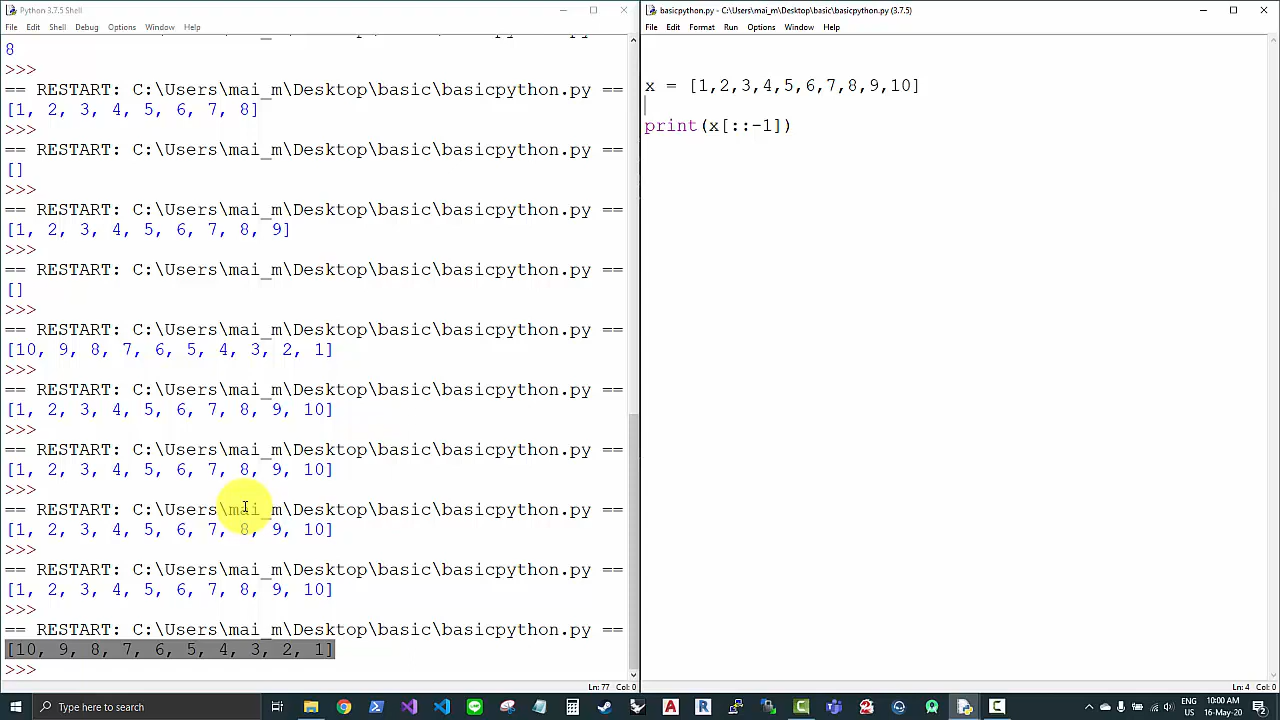 Python 3.7.5 Shell
File Edit Shell Debug Options Window Help
8
>>>
== RESTART: C:\Users\mai_m\Desktop\basic\basicpython.py ==
[1, 2, 3, 4, 5, 6, 7, 8]
>>>
== RESTART: C:\Users\mai_m\Desktop\basic\basicpython.py ==
[]
>>>
== RESTART: C:\Users\mai_m\Desktop\basic\basicpython.py ==
[1, 2, 3, 4, 5, 6, 7, 8, 9]
>>>
== RESTART: C:\Users\mai_m\Desktop\basic\basicpython.py ==
[]
>>>
== RESTART: C:\Users\mai_m\Desktop\basic\basicpython.py ==
[10, 9, 8, 7, 6, 5, 4, 3, 2, 1]
>>>
== RESTART: C:\Users\mai_m\Desktop\basic\basicpython.py ==
[1, 2, 3, 4, 5, 6, 7, 8, 9, 10]
>>>
== RESTART: C:\Users\mai_m\Desktop\basic\basicpython.py ==
[1, 2, 3, 4, 5, 6, 7, 8, 9, 10]
>>>
== RESTART: C:\Users\mai_m\Desktop\basic\basicpython.py ==
[1, 2, 3, 4, 5, 6, 7, 8, 9, 10]
>>>
== RESTART: C:\Users\mai_m\Desktop\basic\basicpython.py ==
[1, 2, 3, 4, 5, 6, 7, 8, 9, 10]
>>>
== RESTART: C:\Users\mai_m\Desktop\basic\basicpython.py ==
[10, 9, 8, 7, 6, 5, 4, 3, 2, 1]
>>>
Ln: 77 Col: 0
basicpython.py - C:\Users\mai_m\Desktop\basic\basicpython.py (3.7.5)
File Edit Format Run Options Window Help
x = [1,2,3,4,5,6,7,8,9,10]
print(x[::-1])
Ln: 4 Col: 0
Type here to search
ENG
US
10:00 AM
16-May-20